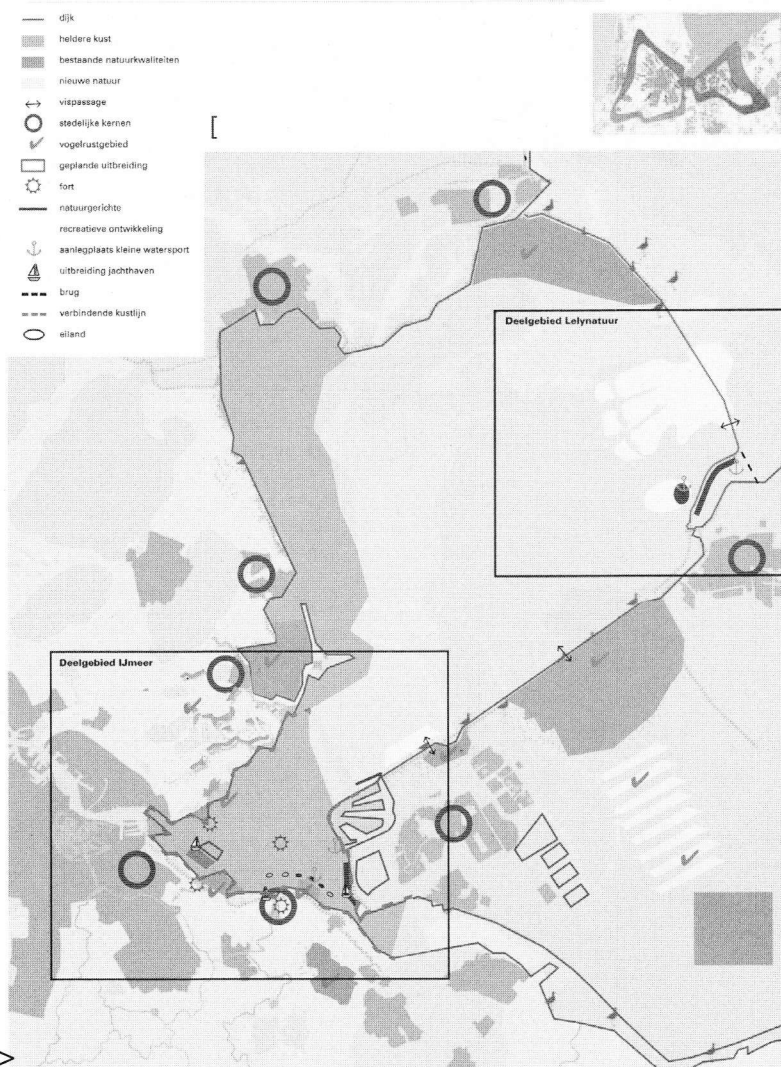 dijk
heldere kust
bestaande natuurkwaliteiten
nieuwe natuur
vispassage
stedelijke kernen
[
vogelrustgebied
geplande uitbreiding
fort
natuurgerichte
recreatieve ontwikkeling
aanlegplaats kleine watersport
uitbreiding jachthaven
brug
verbindende kustlijn
eiland
Deelgebied Lelynatuur
Deelgebied IJmeer
>